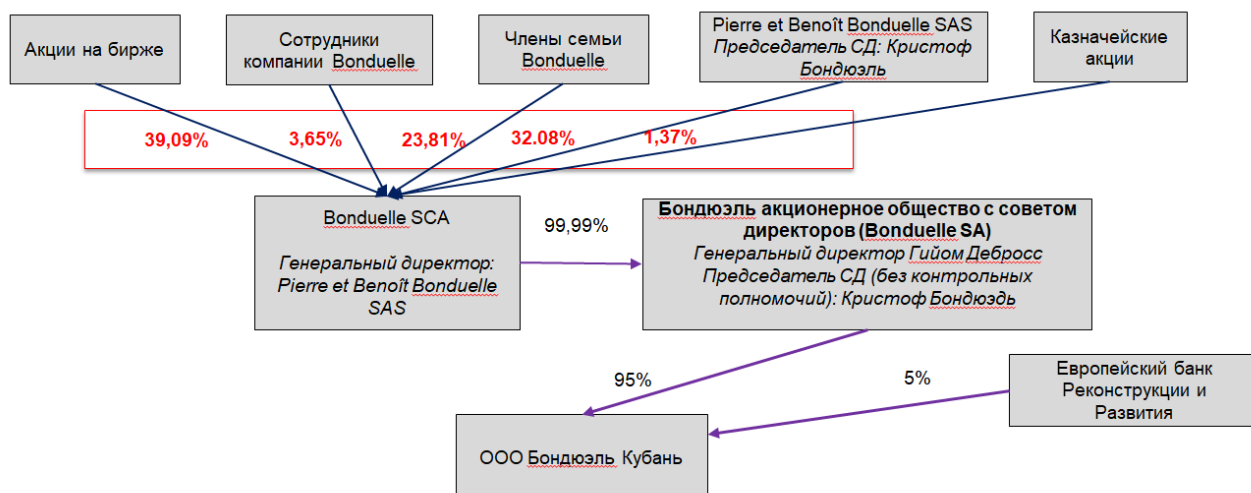 Акции на бирже
Сотрудники
компании Bonduelle
Члены семьи
Bonduelle
Pierre et Benoît Bonduelle SAS
Председатель СД: Кристоф
Бондюэль
Казначейские
акции
39,09%
3,65%
23,81%
32.08%
1,37%
Bonduelle SCA
Генеральный директор:
Pierre et Benoît Bonduelle
SAS
99,99%
Бондюэль акционерное общество с советом
директоров (Bonduelle SA)
Генеральный директор Гийом Дебросс
Председатель СД (без контрольных
полномочий): Кристоф Бондюэдь
95%
5%
Европейский банк
Реконструкции и
Развития
ООО Бондюэль Кубань